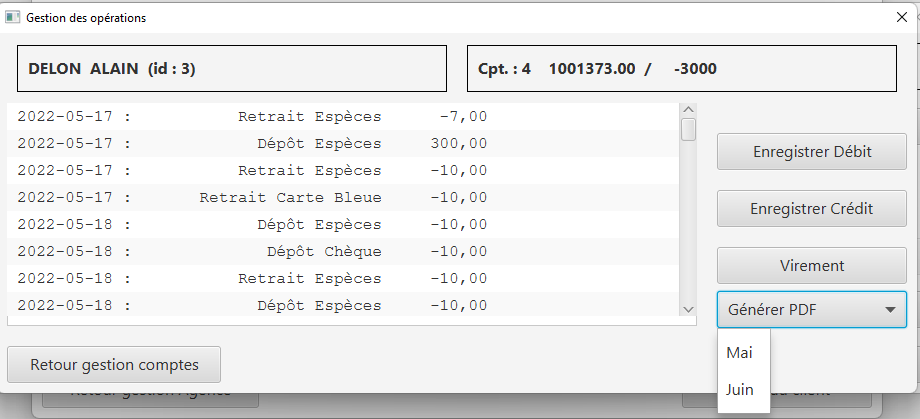 Gestion des opérations
DELON ALAIN (id : 3)
Cpt. : 4 1001373.00 / -3000
2022-05-17 : Retrait Espèces -7,00
2022-05-17 : Dépôt Espèces 300,00
2022-05-17 : Retrait Espèces -10,00
2022-05-17 : Retrait Carte Bleue -10,00
2022-05-18 : Dépôt Espèces -10,00
2022-05-18 : Dépôt Chèque -10,00
2022-05-18 : Retrait Espèces -10,00
2022-05-18 : Dépôt Espèces -10,00
Enregistrer Débit
Enregistrer Crédit
Virement
Générer PDF
Mai
Juin
Retour gestion comptes
Retour gestion Agence
client